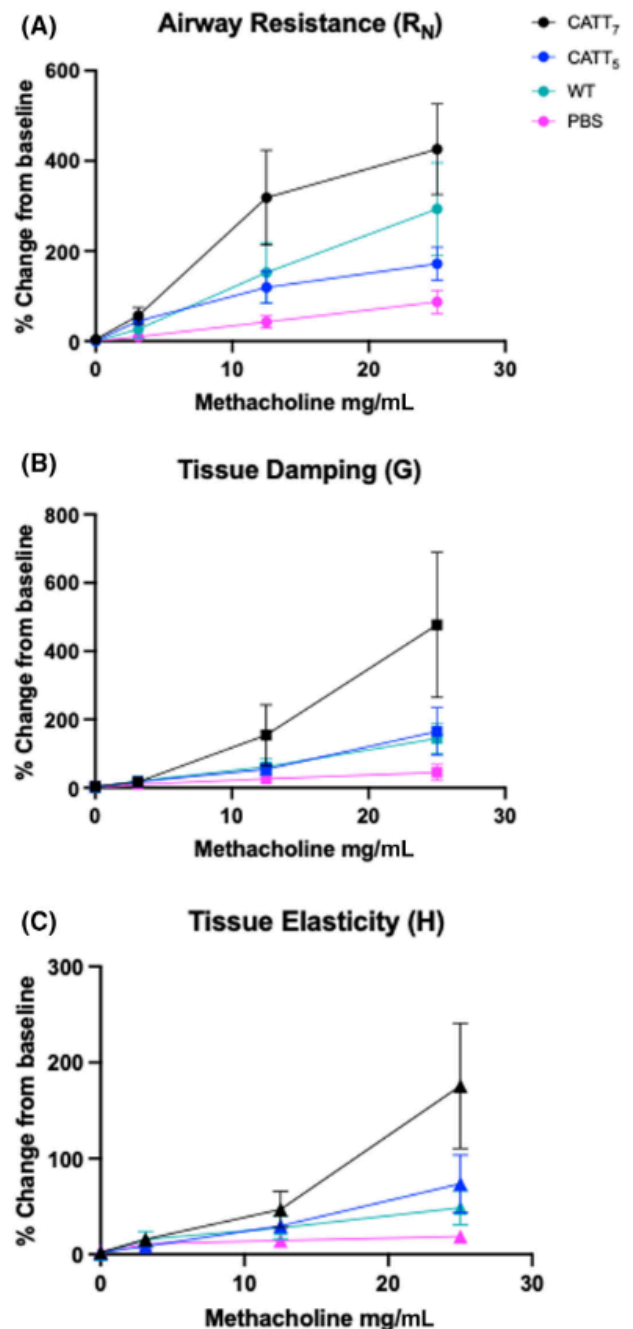 (A) Airway Resistance (RN)
CATT7
CATT5
WT
PBS
% Change from baseline
600
400
200
0
0 10 20 30
Methacholine mg/mL
(B) Tissue Damping (G)
% Change from baseline
800
600
400
200
0
0 10 20 30
Methacholine mg/mL
(C) Tissue Elasticity (H)
% Change from baseline
300
200
100
0
0 10 20 30
Methacholine mg/mL